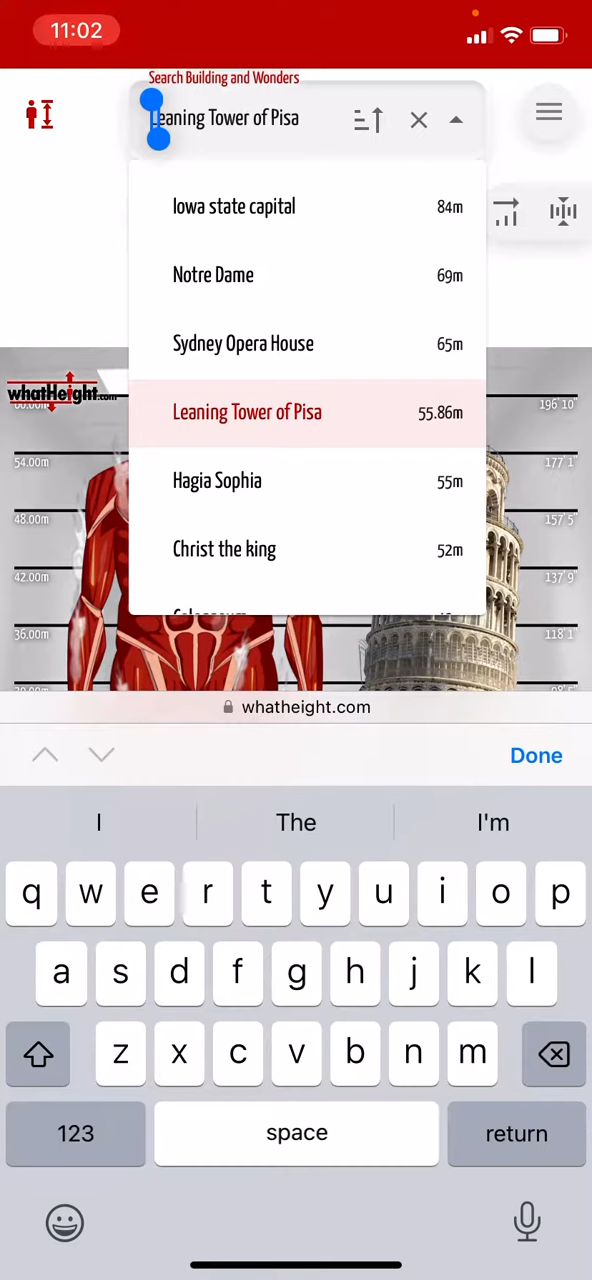 11:02
Search Building and Wonders
Leaning Tower of Pisa
Iowa state capital 84m
Notre Dame 69m
Sydney Opera House 65m
Leaning Tower of Pisa 55.86m
Hagia Sophia 55m
Christ the king 52m
whatHeight.com
60.00m 196'10"
54.00m 177'1"
48.00m 157'5"
42.00m 137'9"
36.00m 118'1"
whatheight.com
Done
I The I'm
q w e r t y u i o p
a s d f g h j k l
z x c v b n m
123 space return